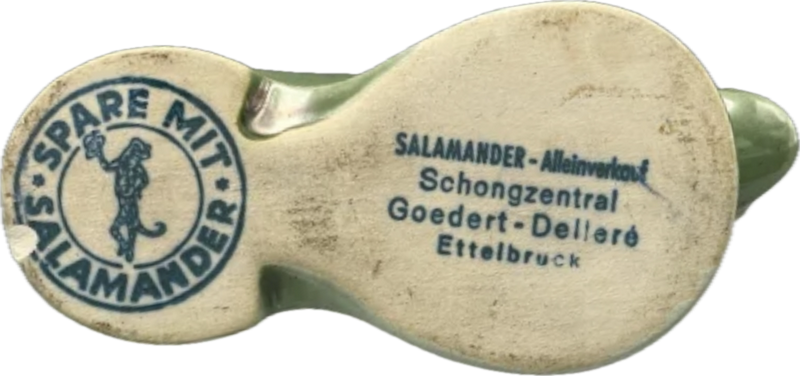 SPARE MIT
SALAMANDER
SALAMANDER - Alleinverkauf
Schongzentral
Goedert - Delleré
Ettelbruck